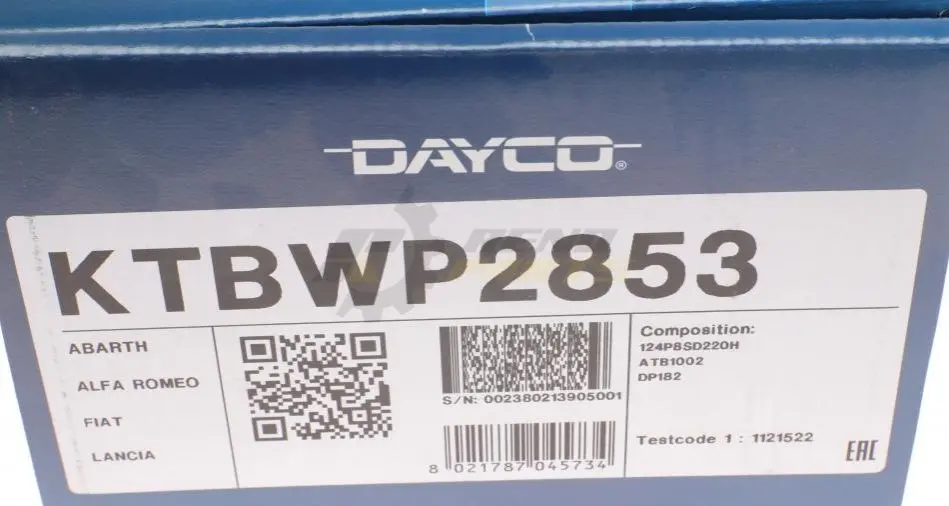 DAYCO®
KTBWP2853
ABARTH
ALFA ROMEO
FIAT
LANCIA
S/N: 002380213905001
8 021787 045734
Composition:
124P8SD220H
ATB1002
DP182
Testcode 1 : 1121522
EAC